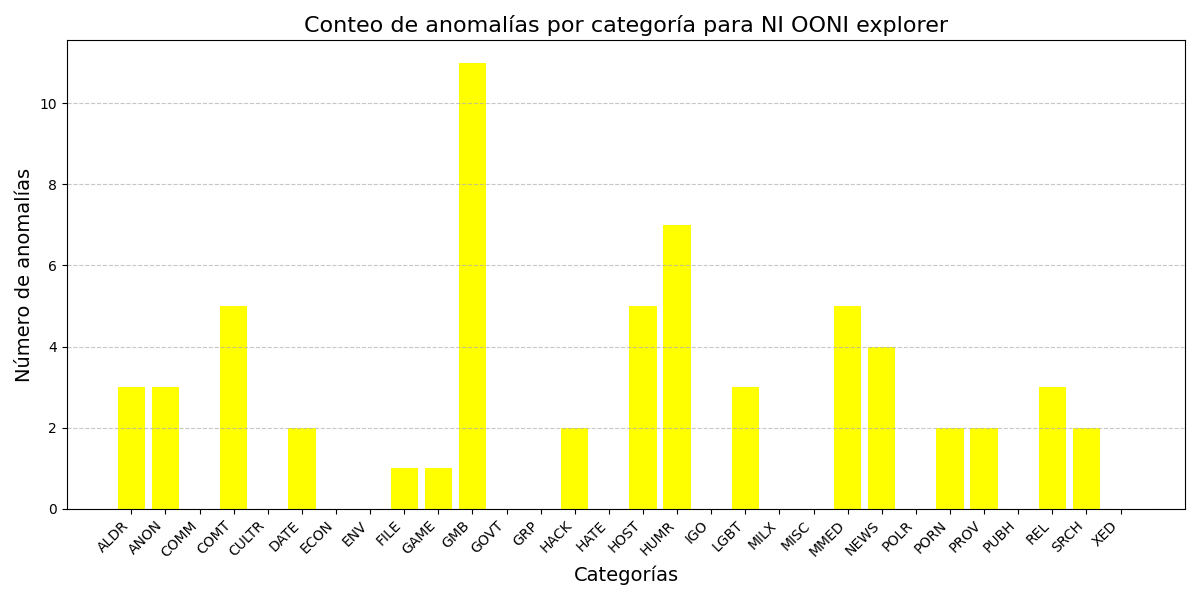 Conteo de anomalías por categoría para NI OONI explorer
Número de anomalías
10
8
6
4
2
0
ALDR
ANON
COMM
COMT
CULTR
DATE
ECON
ENV
FILE
GAME
GMB
GOVT
GRP
HACK
HATE
HOST
HUMR
IGO
LGBT
MILX
MISC
MMED
NEWS
POLR
PORN
PROV
PUBH
REL
SRCH
XED
Categorías